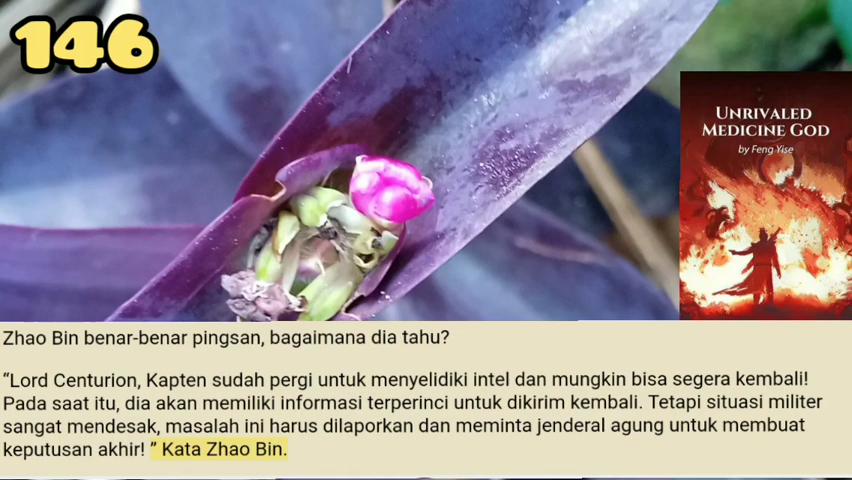 146
UNRIVALED
MEDICINE GOD
by Feng Yise
Zhao Bin benar-benar pingsan, bagaimana dia tahu?
“Lord Centurion, Kapten sudah pergi untuk menyelidiki intel dan mungkin bisa segera kembali!
Pada saat itu, dia akan memiliki informasi terperinci untuk dikirim kembali. Tetapi situasi militer
sangat mendesak, masalah ini harus dilaporkan dan meminta jenderal agung untuk membuat
keputusan akhir! ” Kata Zhao Bin.